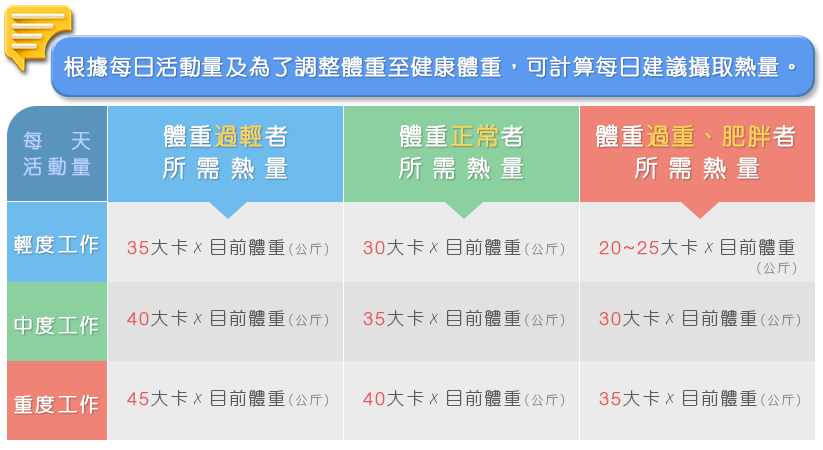 根據每日活動量及為了調整體重至健康體重，可計算每日建議攝取熱量。
每 天
活動量
體重過輕者
所需熱量
體重正常者
所需熱量
體重過重、肥胖者
所需熱量
輕度工作
35大卡×目前體重(公斤)
30大卡×目前體重(公斤)
20~25大卡×目前體重
(公斤)
中度工作
40大卡×目前體重(公斤)
35大卡×目前體重(公斤)
30大卡×目前體重(公斤)
重度工作
45大卡×目前體重(公斤)
40大卡×目前體重(公斤)
35大卡×目前體重(公斤)